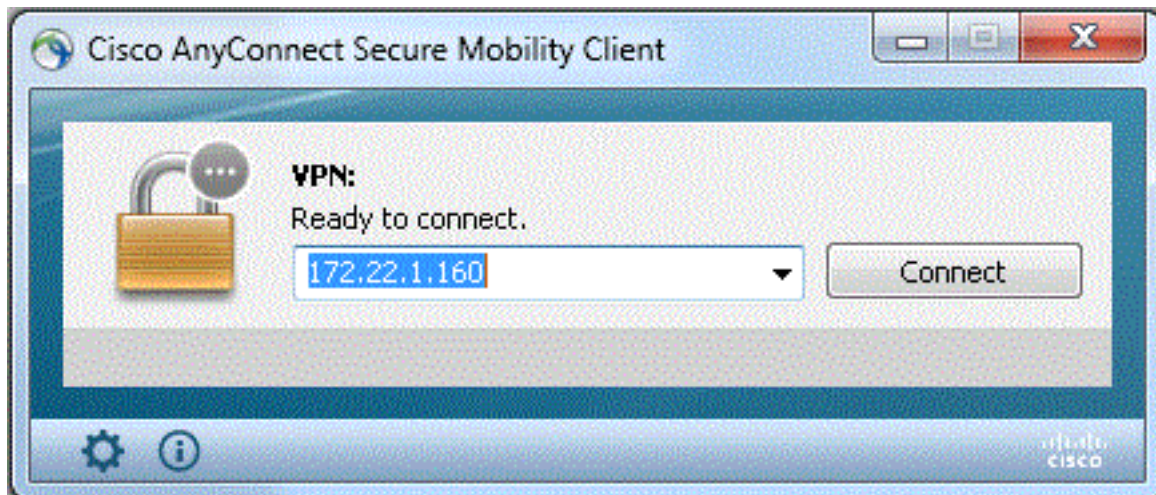 Cisco AnyConnect Secure Mobility Client
VPN:
Ready to connect.
172.22.1.160
Connect
CISCO